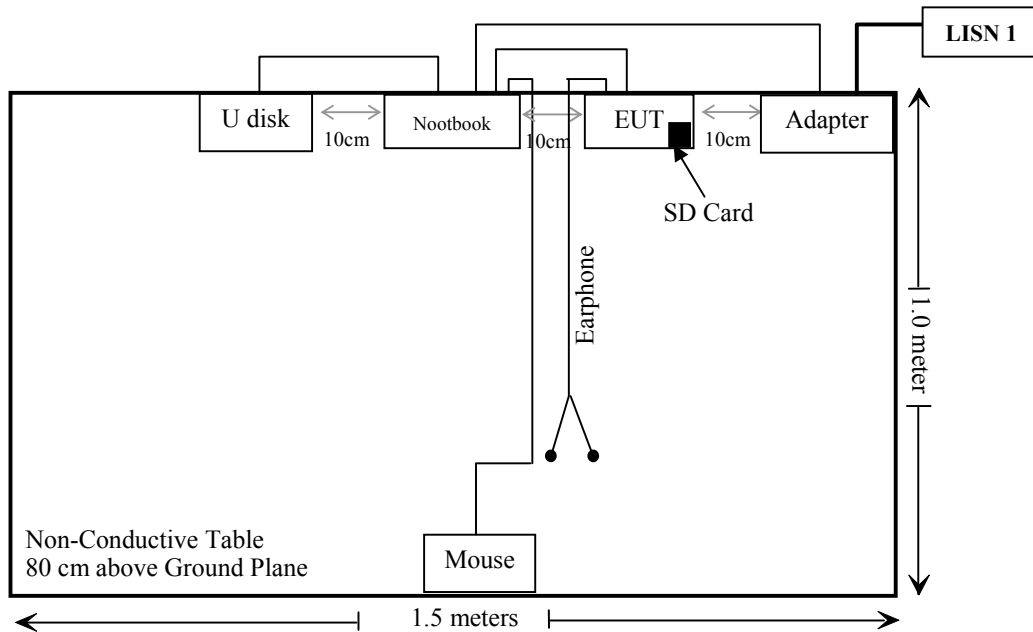 LISN 1
U disk
10cm
Nootbook
10cm
EUT
10cm
Adapter
SD Card
Earphone
1.0 meter
Non-Conductive Table
80 cm above Ground Plane
Mouse
1.5 meters